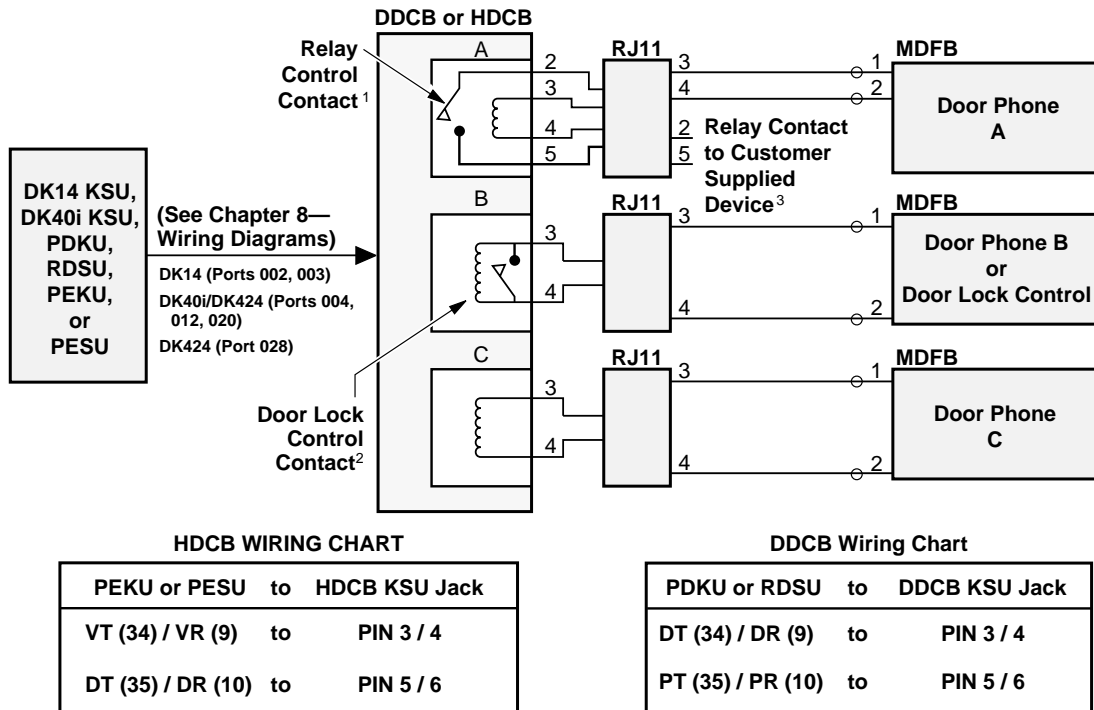 DDCB or HDCB
Relay
Control
Contact 1
A
2
3
4
5
RJ11
3
4
2
5
Relay Contact
to Customer
Supplied
Device 3
1
2
MDFB
Door Phone
A
DK14 KSU,
DK40i KSU,
PDKU,
RDSU,
PEKU,
or
PESU
(See Chapter 8—
Wiring Diagrams)
DK14 (Ports 002, 003)
DK40i/DK424 (Ports 004,
012, 020)
DK424 (Port 028)
B
3
4
RJ11
3
4
1
2
MDFB
Door Phone B
or
Door Lock Control
Door Lock
Control
Contact 2
C
3
4
RJ11
3
4
1
2
MDFB
Door Phone
C
HDCB WIRING CHART
PEKU or PESU to HDCB KSU Jack
VT (34) / VR (9) to PIN 3 / 4
DT (35) / DR (10) to PIN 5 / 6
DDCB Wiring Chart
PDKU or RDSU to DDCB KSU Jack
DT (34) / DR (9) to PIN 3 / 4
PT (35) / PR (10) to PIN 5 / 6